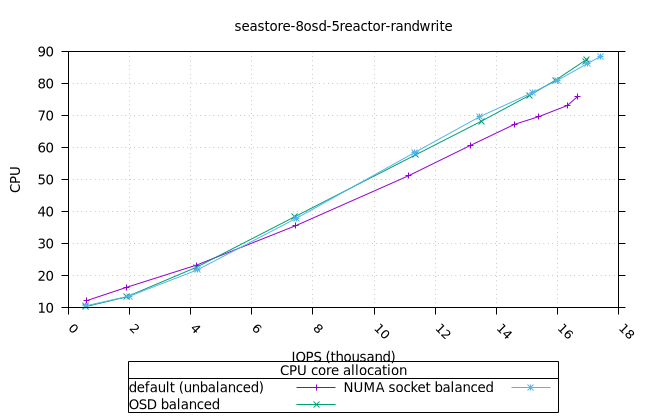 seastore-8osd-5reactor-randwrite
90
80
70
60
50
40
30
20
10
CPU
0 2 4 6 8 10 12 14 16 18
IOPS (thousand)
CPU core allocation
default (unbalanced) NUMA socket balanced
OSD balanced